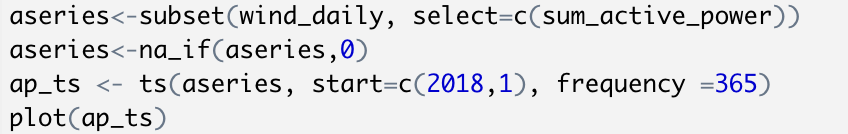 aseries<-subset(wind_daily, select=c(sum_active_power))
aseries<-na_if(aseries,0)
ap_ts <- ts(aseries, start=c(2018,1), frequency =365)
plot(ap_ts)